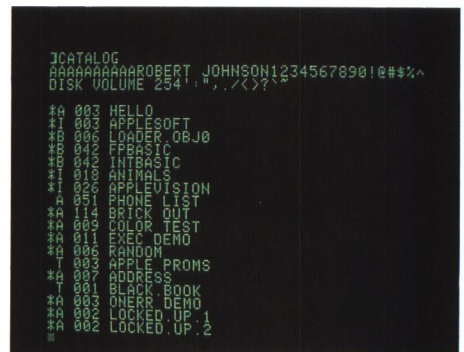 ]CATALOG
AAAAAAAAAAROBERT JOHNSON1234567890!@#$%^
DISK VOLUME 254':",./<>?`~
*A 003 HELLO
*I 003 APPLESOFT
*B 006 LOADER.OBJ0
*B 042 FPBASIC
*B 042 INTBASIC
*I 018 ANIMALS
*I 026 APPLEVISION
A 051 PHONE LIST
*A 114 BRICK OUT
*A 009 COLOR TEST
*A 011 EXEC DEMO
*A 006 RANDOM
T 003 APPLE PROMS
*A 007 ADDRESS
T 001 BLACK.BOOK
*A 003 ONERR DEMO
*A 002 LOCKED.UP.1
*A 002 LOCKED.UP.2